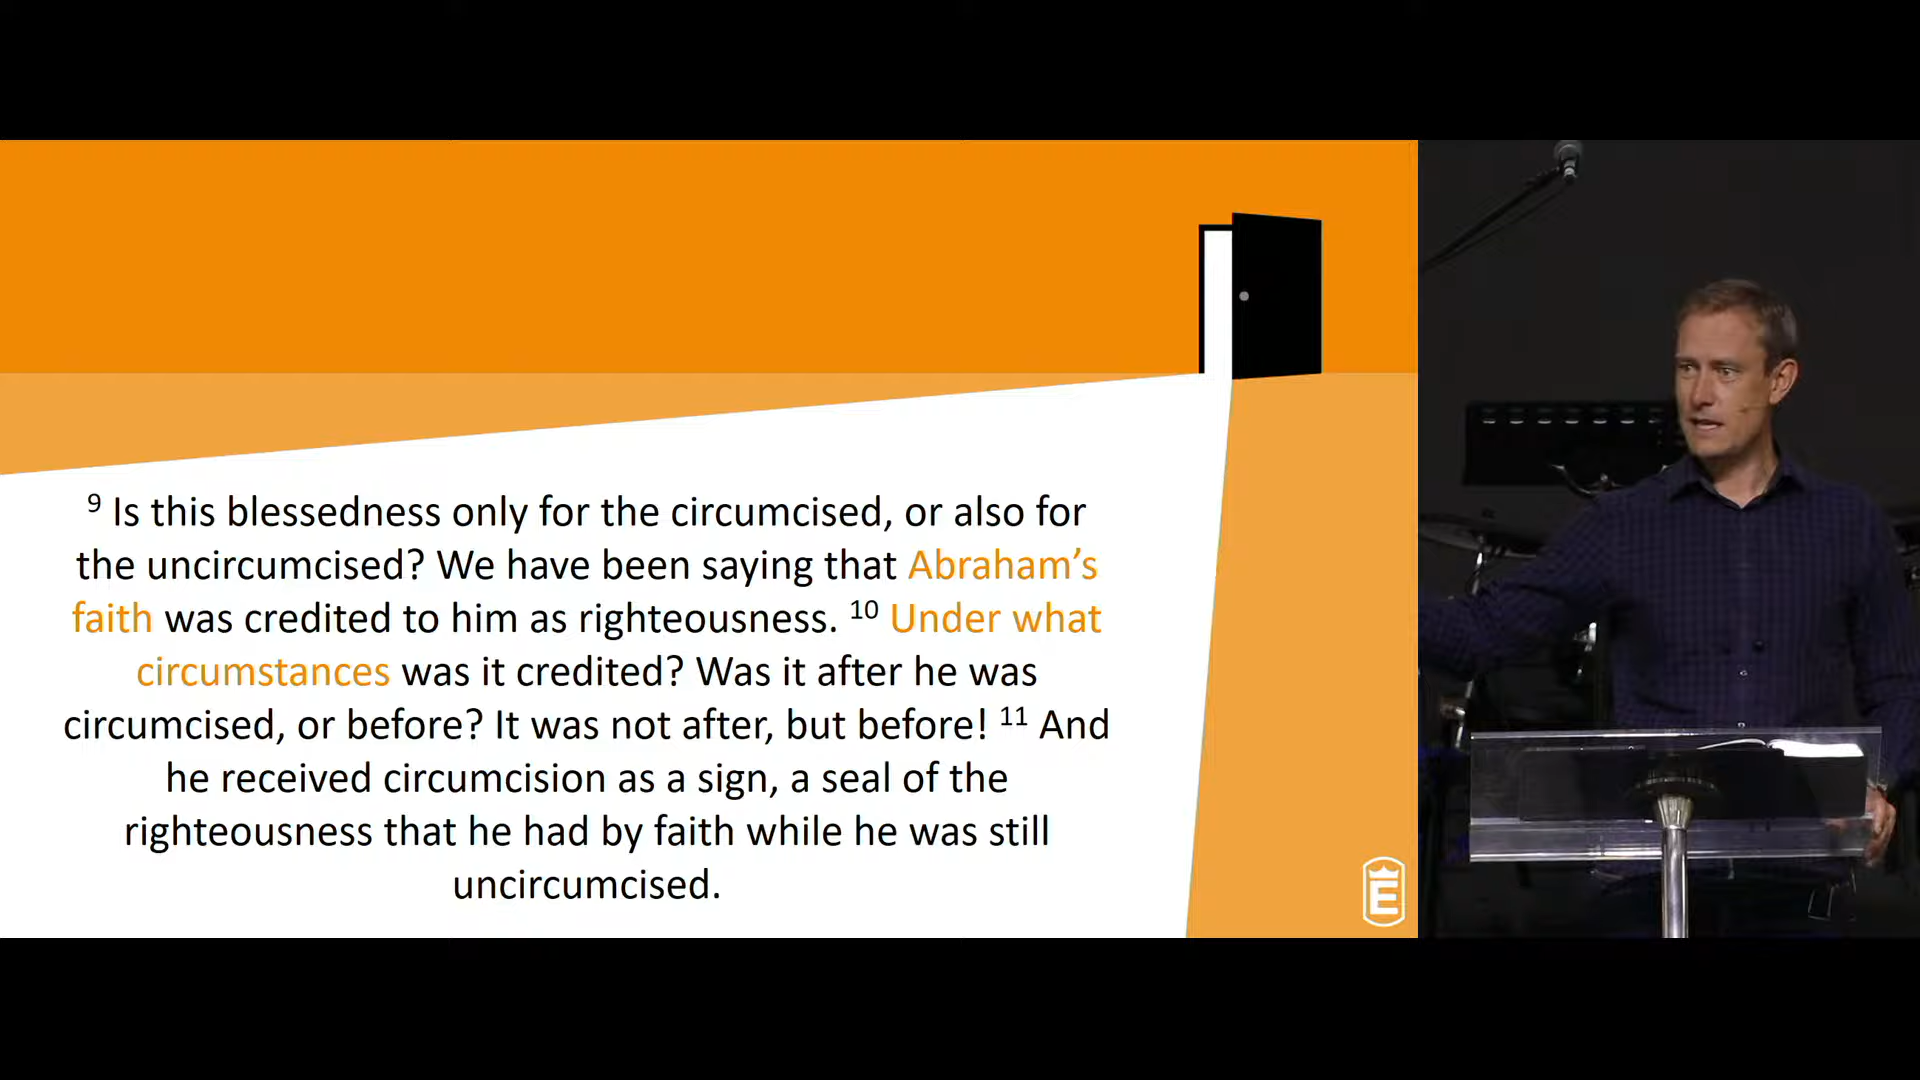 9 Is this blessedness only for the circumcised, or also for
the uncircumcised? We have been saying that Abraham’s
faith was credited to him as righteousness. 10 Under what
circumstances was it credited? Was it after he was
circumcised, or before? It was not after, but before! 11 And
he received circumcision as a sign, a seal of the
righteousness that he had by faith while he was still
uncircumcised.
E